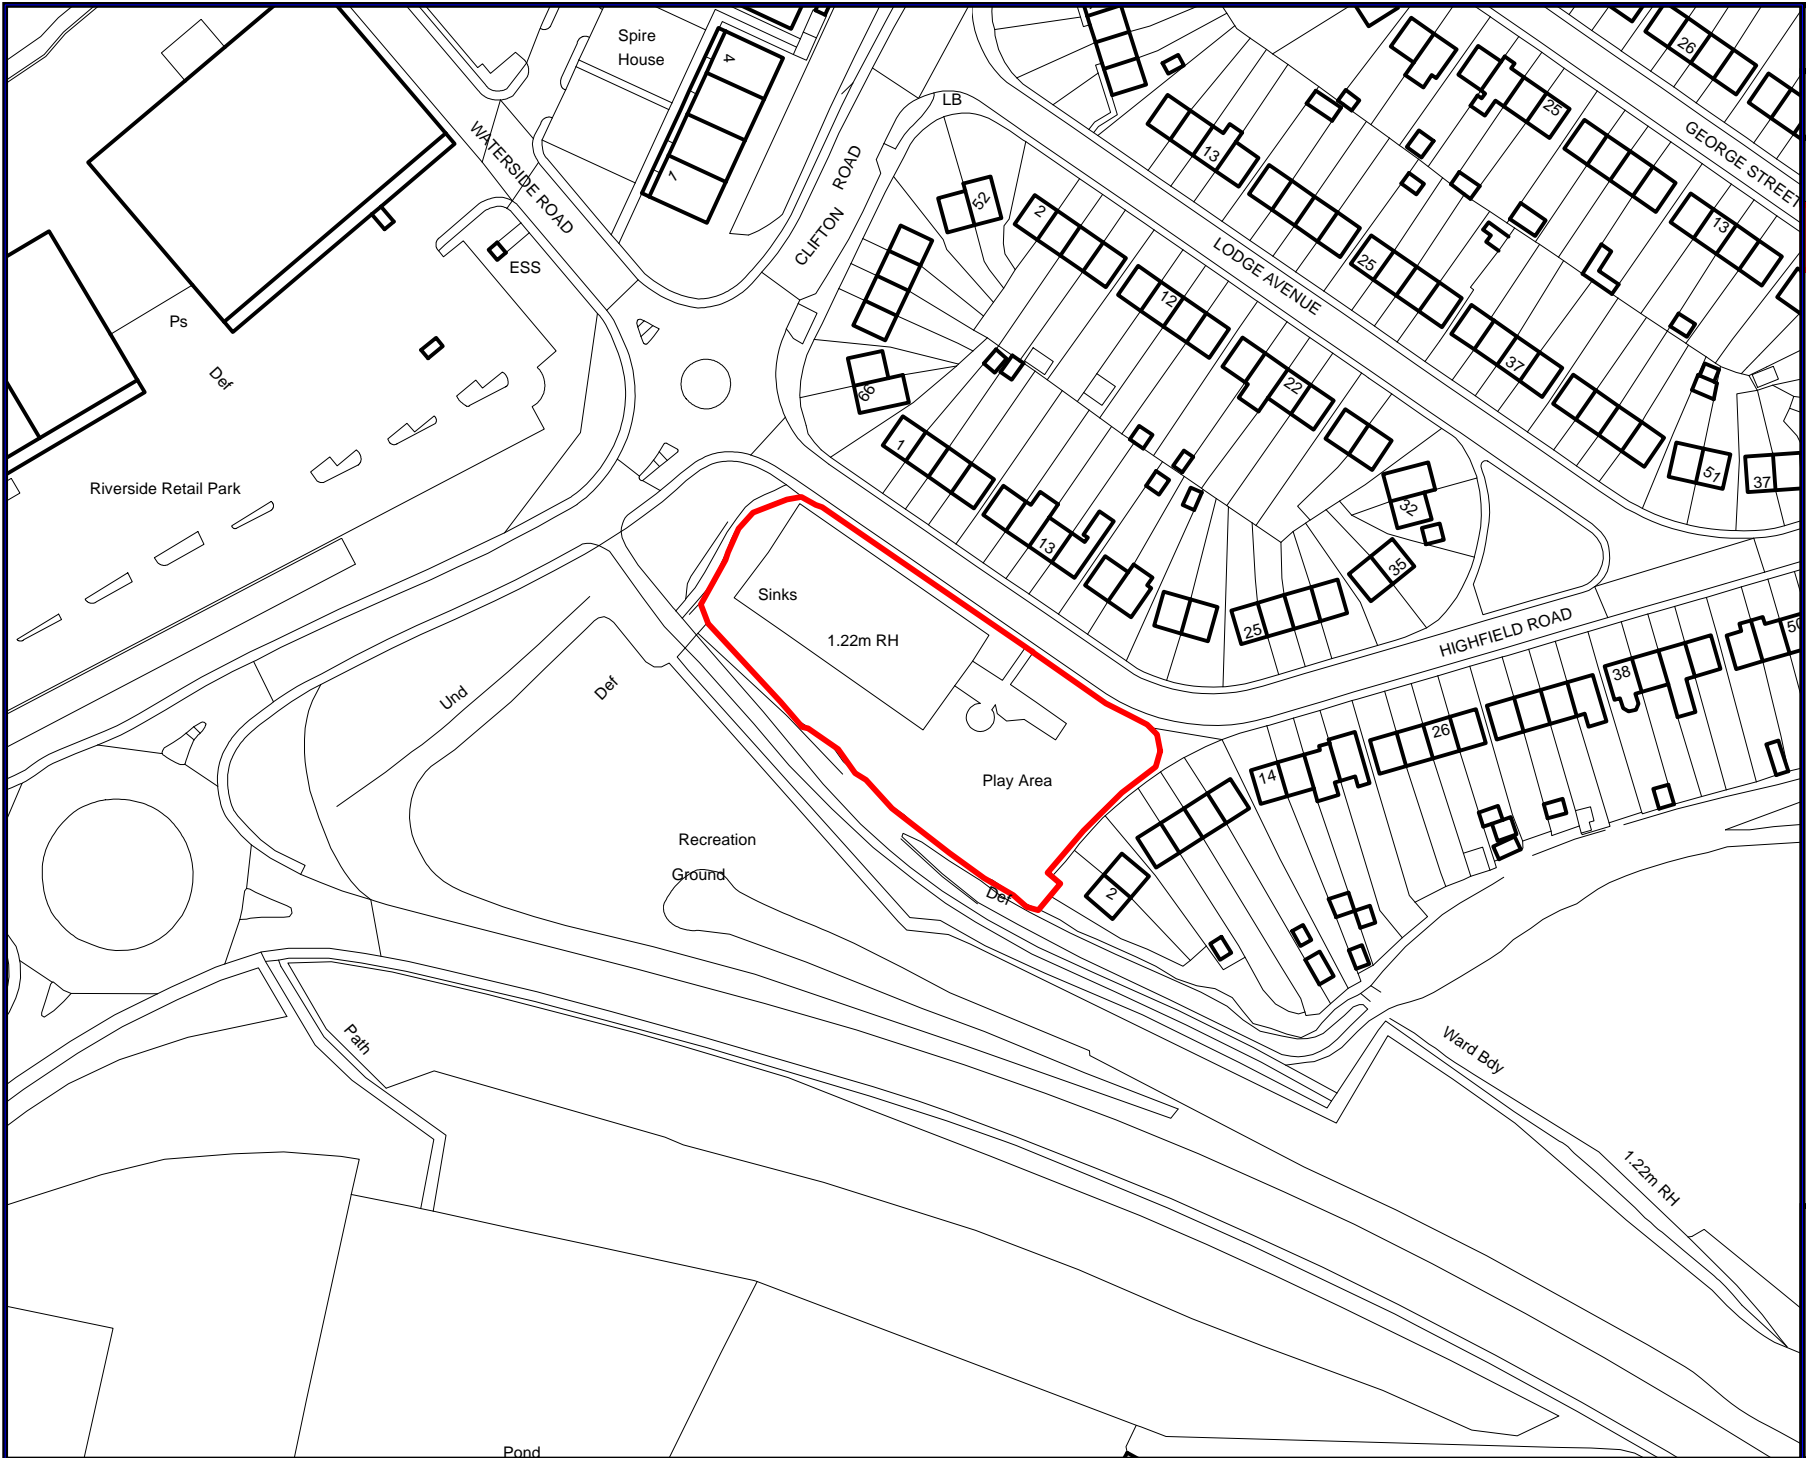 Spire
House
4
7
WATERSIDE ROAD
CLIFTON ROAD
LB
26
25
GEORGE STREET
13
13
52
2
LODGE AVENUE
25
ESS
12
Ps
Def
37
22
66
1
51
37
Riverside Retail Park
32
13
35
Sinks
25
1.22m RH
HIGHFIELD ROAD
50
38
Und
Def
26
14
Play Area
Recreation
Ground
Def
2
Path
Ward Bdy
1.22m RH
Pond